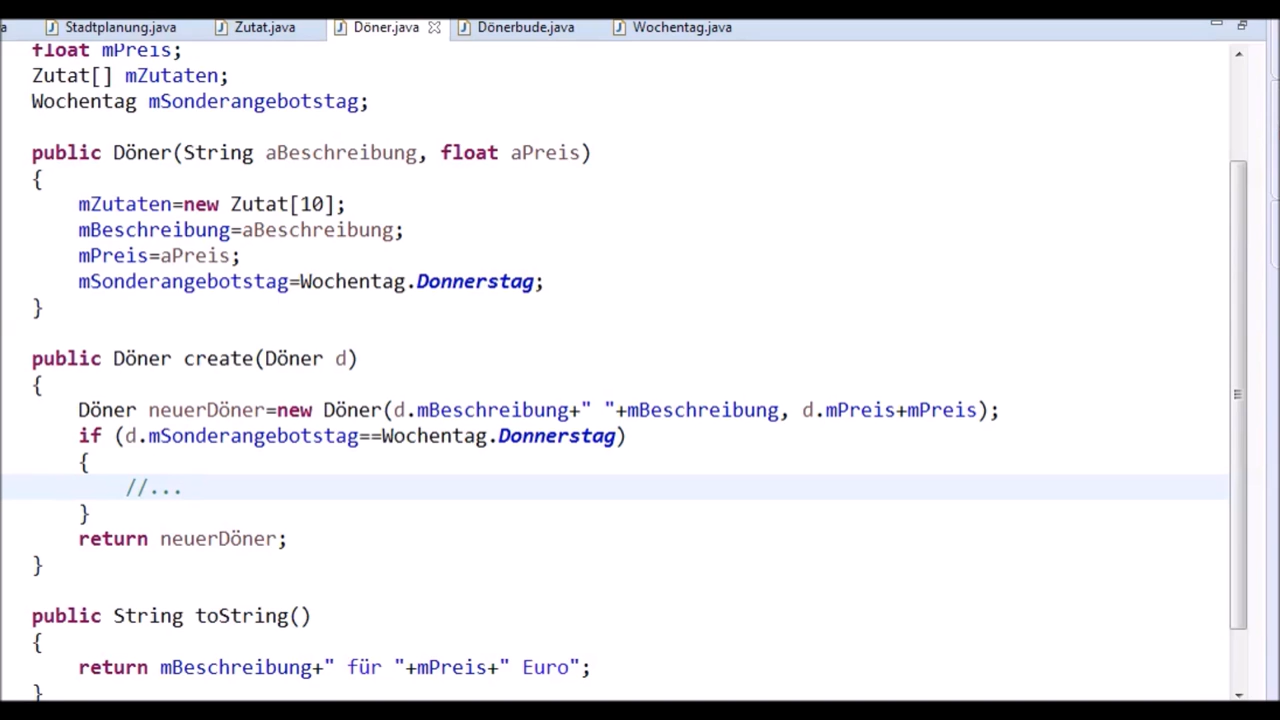 a Stadtplanung.java Zutat.java Döner.java Dönerbude.java Wochentag.java
float mPreis;
Zutat[] mZutaten;
Wochentag mSonderangebotstag;
public Döner(String aBeschreibung, float aPreis)
{
mZutaten=new Zutat[10];
mBeschreibung=aBeschreibung;
mPreis=aPreis;
mSonderangebotstag=Wochentag.Donnerstag;
}
public Döner create(Döner d)
{
Döner neuerDöner=new Döner(d.mBeschreibung+" "+mBeschreibung, d.mPreis+mPreis);
if (d.mSonderangebotstag==Wochentag.Donnerstag)
{
//...
}
return neuerDöner;
}
public String toString()
{
return mBeschreibung+" für "+mPreis+" Euro";
}